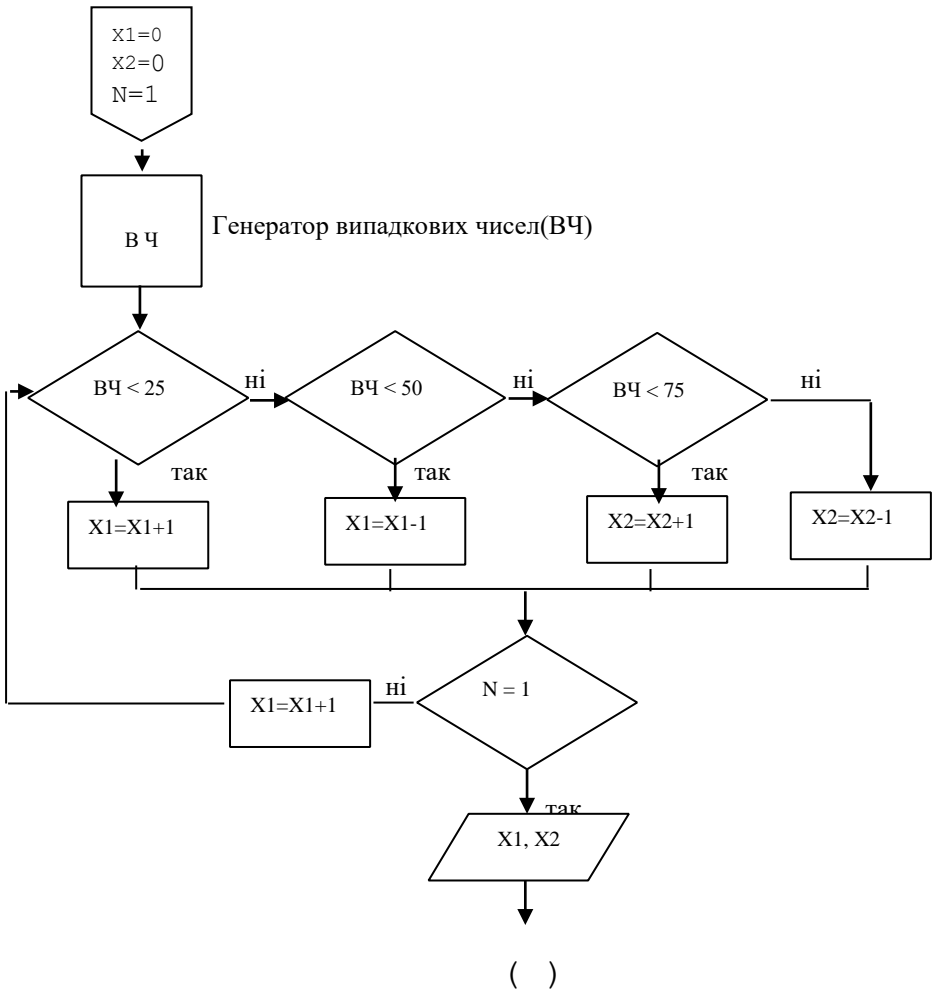 X1=0
X2=0
N=1
В Ч
Генератор випадкових чисел(ВЧ)
ВЧ < 25
ні
ВЧ < 50
ні
ВЧ < 75
ні
так
так
так
X1=X1+1
X1=X1-1
X2=X2+1
X2=X2-1
N = 1
ні
X1=X1+1
так
X1, X2
( )